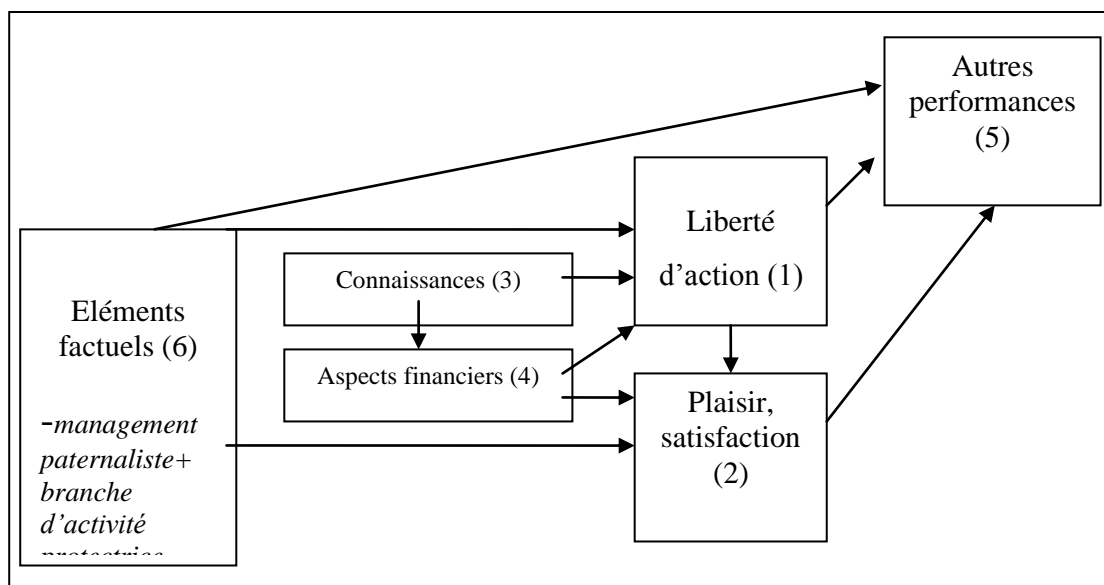 Autres
performances
(5)
Liberté
d'action (1)
Connaissances (3)
Eléments
factuels (6)
Aspects financiers (4)
Plaisir,
satisfaction
(2)
-management
paternaliste+
branche
d'activité
protectrice